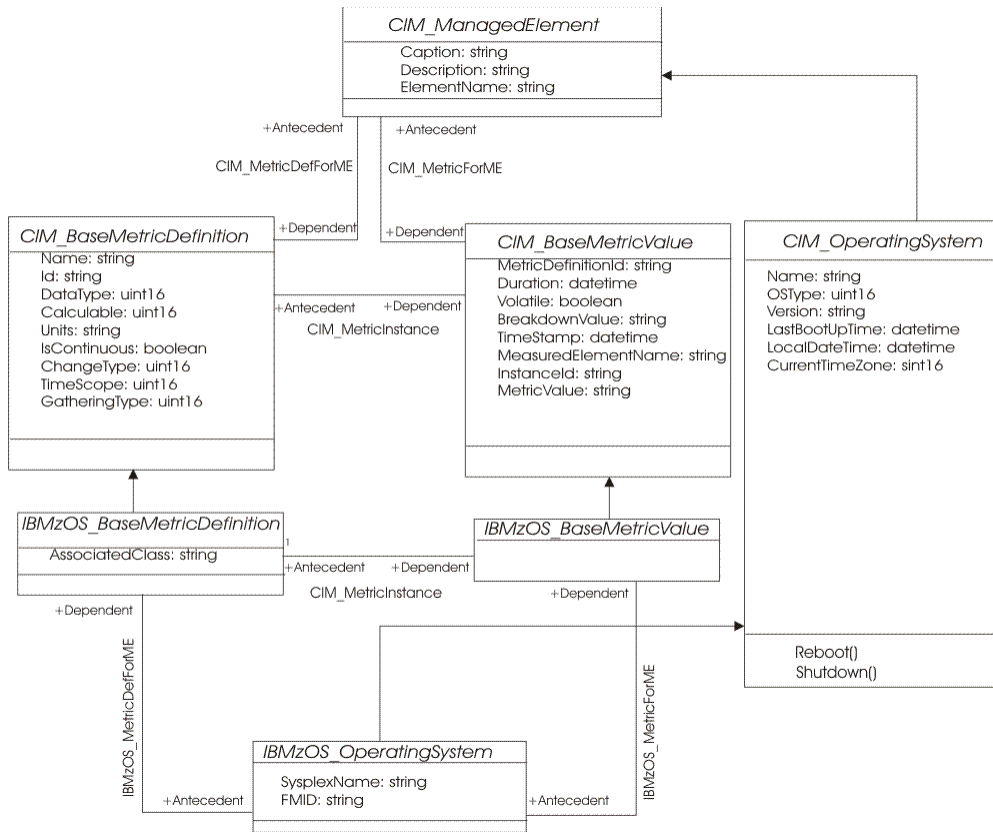 CIM_ManagedElement
Caption: string
Description: string
ElementName: string
+Antecedent
+Antecedent
CIM_MetricDefForME
CIM_MetricForME
+Dependent
+Dependent
CIM_BaseMetricDefinition
Name: string
Id: string
DataType: uint16
Calculable: uint16
Units: string
IsContinuous: boolean
ChangeType: uint16
TimeScope: uint16
GatheringType: uint16
+Antecedent
+Dependent
CIM_MetricInstance
CIM_BaseMetricValue
MetricDefinitionId: string
Duration: datetime
Volatile: boolean
BreakdownValue: string
TimeStamp: datetime
MeasuredElementName: string
InstanceId: string
MetricValue: string
CIM_OperatingSystem
Name: string
OSType: uint16
Version: string
LastBootUpTime: datetime
LocalDateTime: datetime
CurrentTimeZone: sint16
Reboot()
Shutdown()
IBMzOS_BaseMetricDefinition
AssociatedClass: string
1
+Antecedent
+Dependent
CIM_MetricInstance
IBMzOS_BaseMetricValue
+Dependent
+Dependent
IBMzOS_MetricDefForME
IBMzOS_MetricForME
IBMzOS_OperatingSystem
SysplexName: string
FMID: string
+Antecedent
+Antecedent